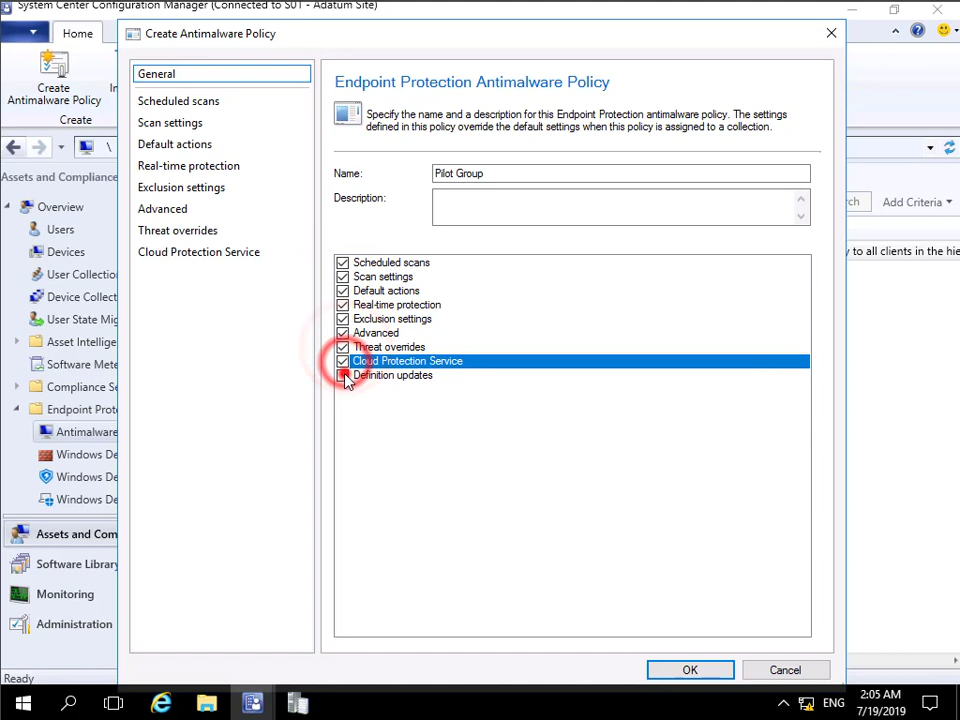 System Center Configuration Manager (Connected to S01 - Adatum Site)
Home
Create
Antimalware Policy
Create
Create Antimalware Policy
General
Scheduled scans
Scan settings
Default actions
Real-time protection
Exclusion settings
Advanced
Threat overrides
Cloud Protection Service
Endpoint Protection Antimalware Policy
Specify the name and a description for this Endpoint Protection antimalware policy. The settings
defined in this policy override the default settings when this policy is assigned to a collection.
Name:
Pilot Group
Description:
Scheduled scans
Scan settings
Default actions
Real-time protection
Exclusion settings
Advanced
Threat overrides
Cloud Protection Service
Definition updates
OK
Cancel
\
Assets and Compliance
Overview
Users
Devices
User Collectio
Device Collect
User State Mig
Asset Intellige
Software Mete
Compliance Se
Endpoint Prote
Antimalware
Windows De
Windows De
Windows De
Assets and Com
Software Library
Monitoring
Administration
Ready
rch
Add Criteria
y to all clients in the hie
ENG
2:05 AM
7/19/2019